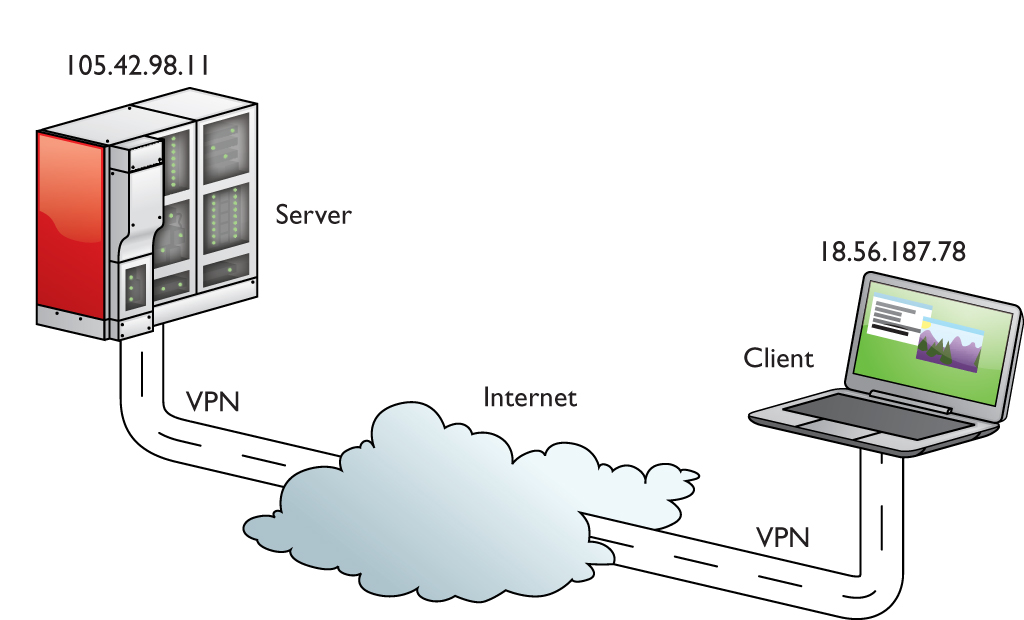 105.42.98.11
Server
18.56.187.78
Client
VPN
Internet
VPN